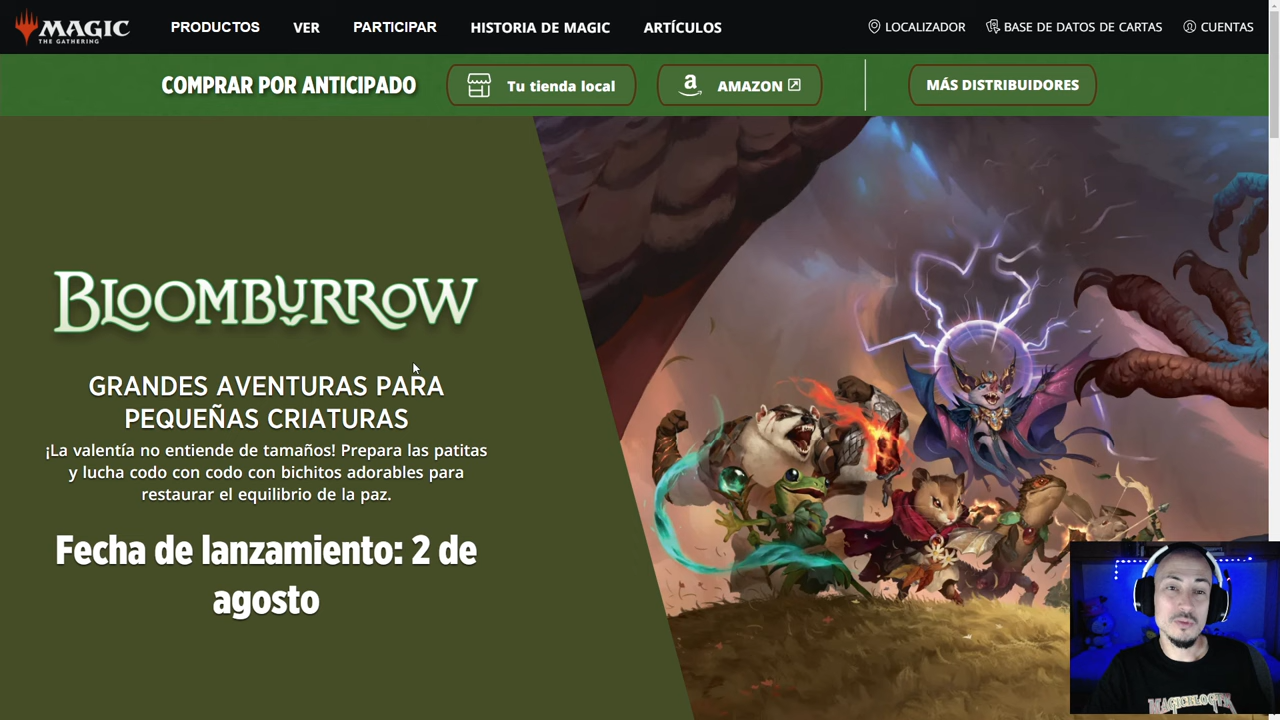 MAGIC
THE GATHERING
PRODUCTOS
VER
PARTICIPAR
HISTORIA DE MAGIC
ARTÍCULOS
LOCALIZADOR
BASE DE DATOS DE CARTAS
CUENTAS
COMPRAR POR ANTICIPADO
Tu tienda local
a AMAZON
MÁS DISTRIBUIDORES
BLOOMBURROW
GRANDES AVENTURAS PARA
PEQUEÑAS CRIATURAS
¡La valentía no entiende de tamaños! Prepara las patitas
y lucha codo con codo con bichitos adorables para
restaurar el equilibrio de la paz.
Fecha de lanzamiento: 2 de
agosto